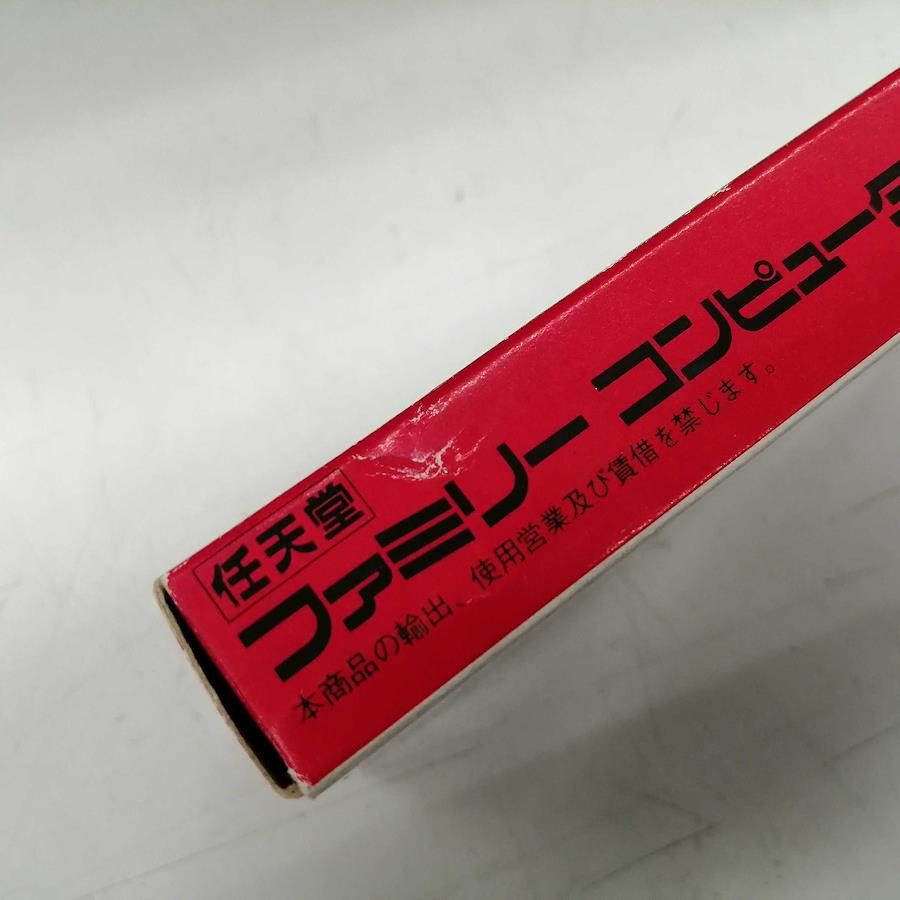 任天堂
ファミリー コンピュータ
本商品の輸出、使用営業及び賃借を禁じます。